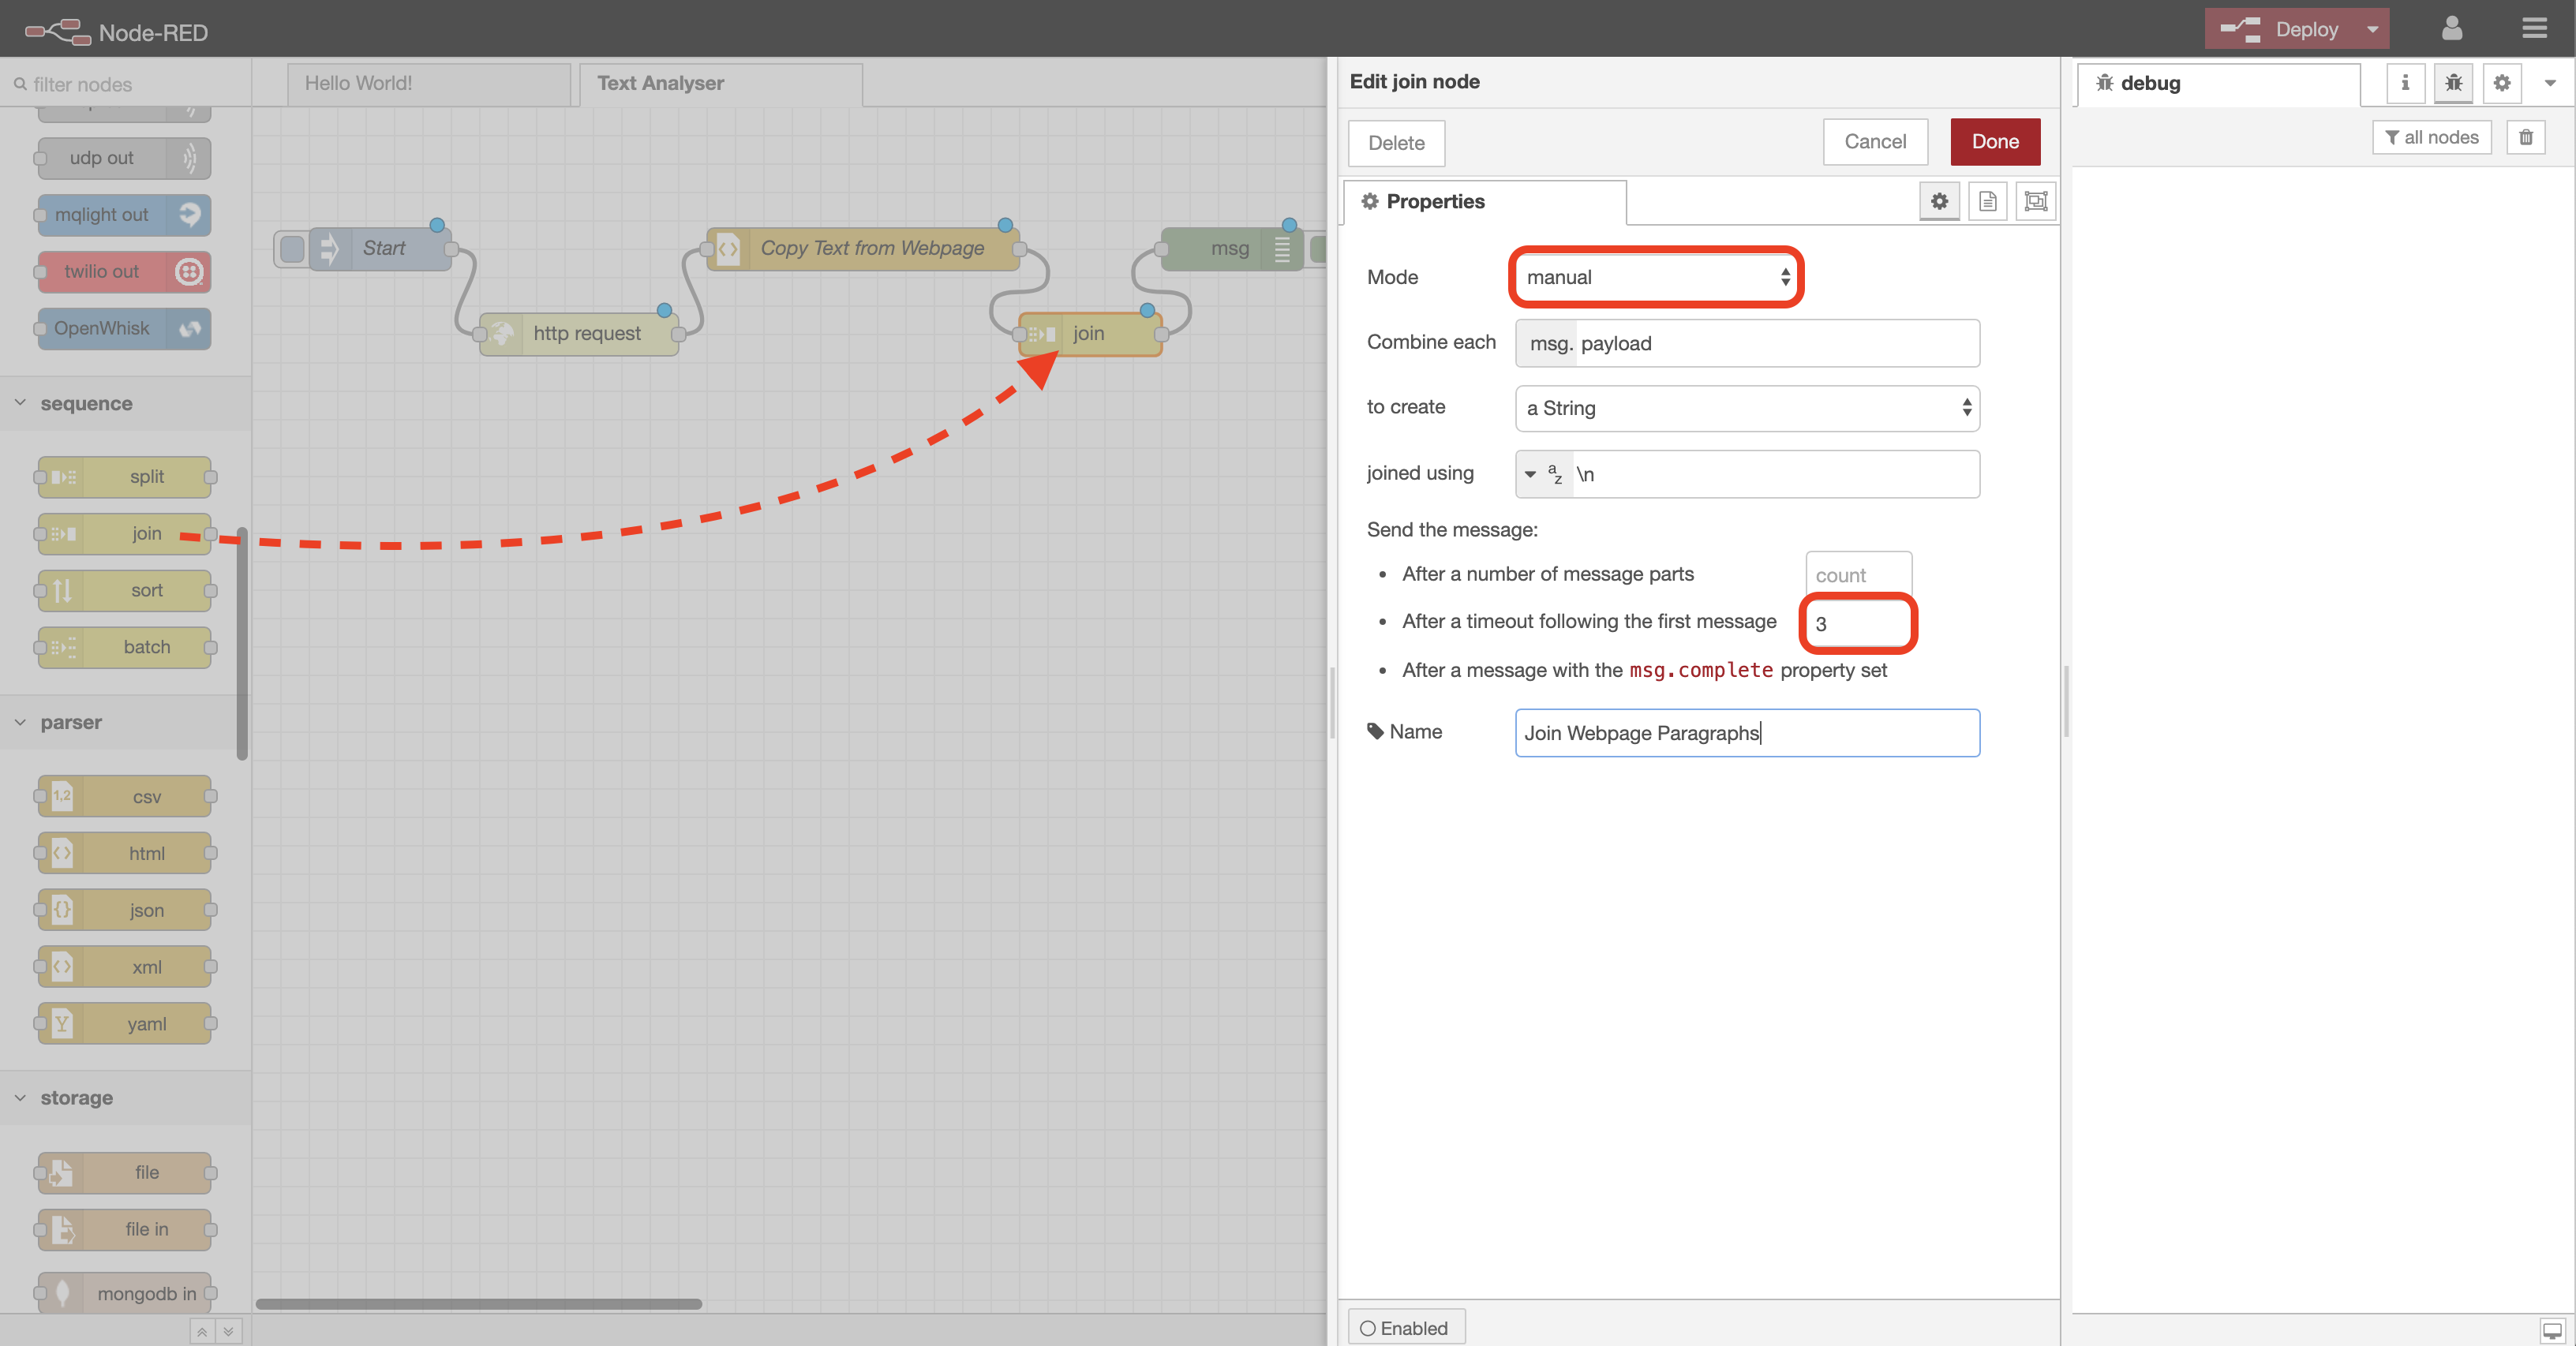 Node-RED
Deploy
filter nodes
Hello World!
Text Analyser
Edit join node
debug
Delete
Cancel
Done
all nodes
udp out
mqlight out
twilio out
OpenWhisk
Start
http request
Copy Text from Webpage
join
msg
Properties
Mode
manual
Combine each
msg. payload
to create
a String
joined using
az \n
Send the message:
• After a number of message parts
count
• After a timeout following the first message
3
• After a message with the msg.complete property set
Name
Join Webpage Paragraphs
sequence
split
join
sort
batch
parser
1,2 csv
html
json
xml
Y yaml
storage
file
file in
mongodb in
Enabled